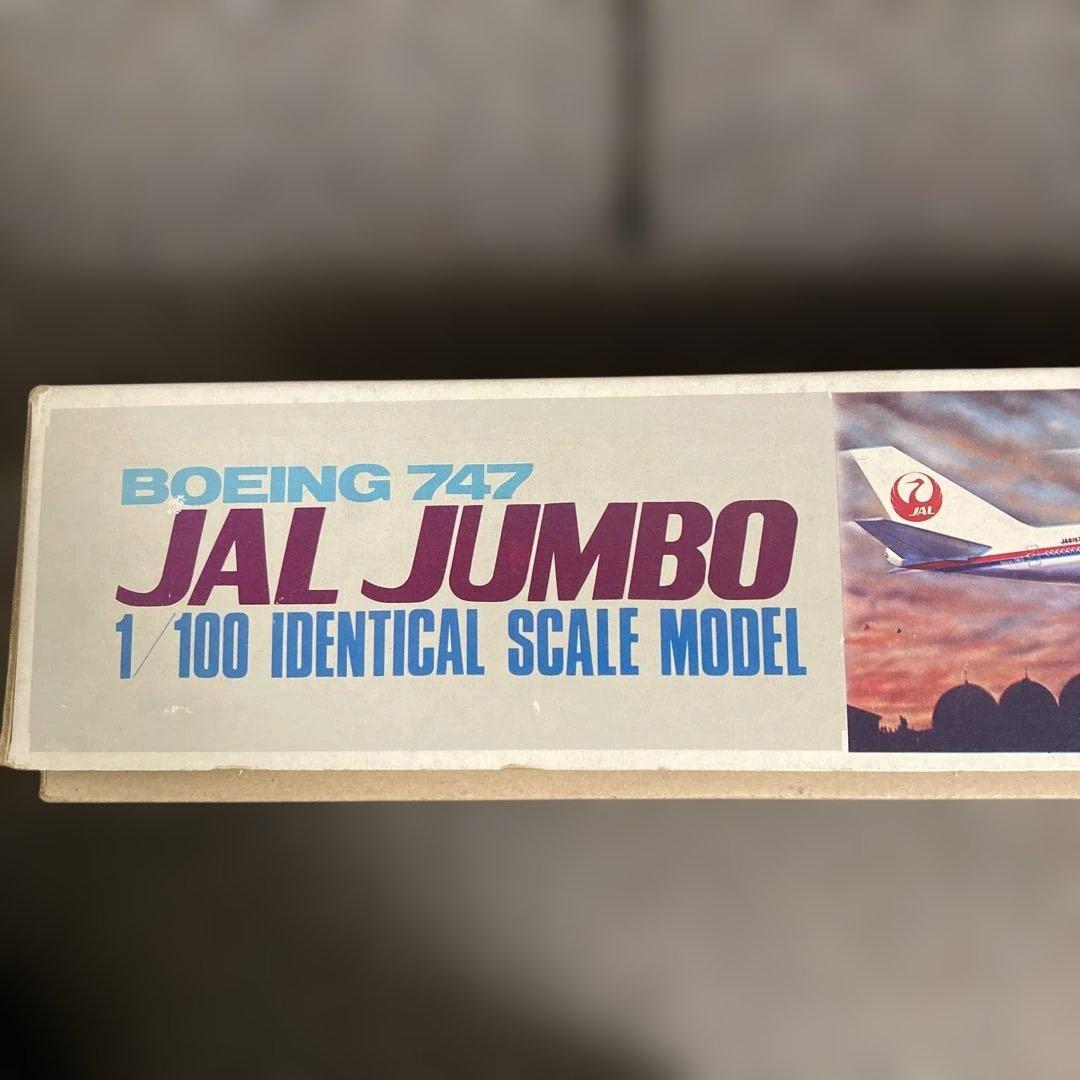 BOEING 747
JAL JUMBO
1/100 IDENTICAL SCALE MODEL
JAL